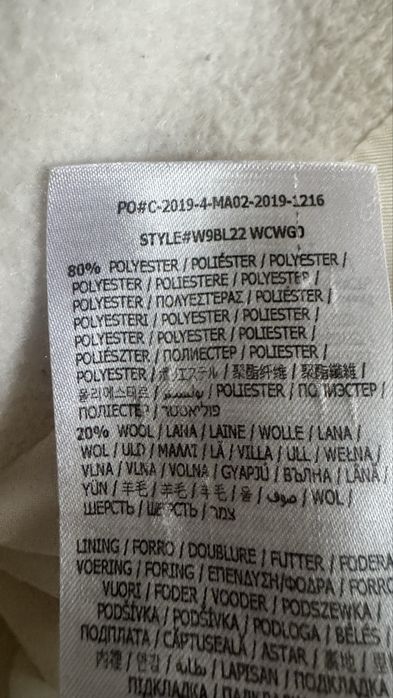 PO#C-2019-4-MA02-2019-1216
STYLE#W9BL22 WCWG0
80% POLYESTER / POLIÉSTER / POLYESTER /
POLYESTER / POLIESTERE / POLYESTER /
POLYESTER / ΠΟΛΥΕΣΤΕΡΑΣ / POLIÉSTER /
POLYESTERI / POLYESTER / POLYESTER /
POLYESTER / POLYESTER / POLIESTER /
POLIÉSZTER / ПОЛИЕСТЕР / POLIESTER /
POLYESTER / ポリエステル / 聚酯纤维 / 聚酯纖維 /
폴리에스테르 / بوليستر / POLIESTER / ПОЛИЭСТЕР /
ПОЛІЕСТЕР / פוליאסטר
20% WOOL / LANA / LAINE / WOLLE / LANA /
WOL / ULD / ΜΑΛΛΙ / LÃ / VILLA / ULL / WEŁNA /
VLNA / VLNA / VOLNA / GYAPJÚ / ВЪЛНА / LÂNĂ /
YÜN / 羊毛 / 羊毛 / 羊毛 / 울 / صوف / WOL /
ШЕРСТЬ / ШЕРСТЬ / צמר
LINING / FORRO / DOUBLURE / FUTTER / FODERA
VOERING / FORING / ΕΠΕΝΔΥΣΗ/ΦΟΔΡΑ / FORRO
VUORI / FODER / VOODER / PODSZEWKA /
PODŠÍVKA / PODŠÍVKA / PODLOGA / BÉLÉS /
ПОДПЛАТА / CĂPTUŞEALĂ / ASTAR / 裏地 /
内裡 / 안감 / بطانة / LAPISAN / ПОДКЛАДКА
ПІДКЛАДКА